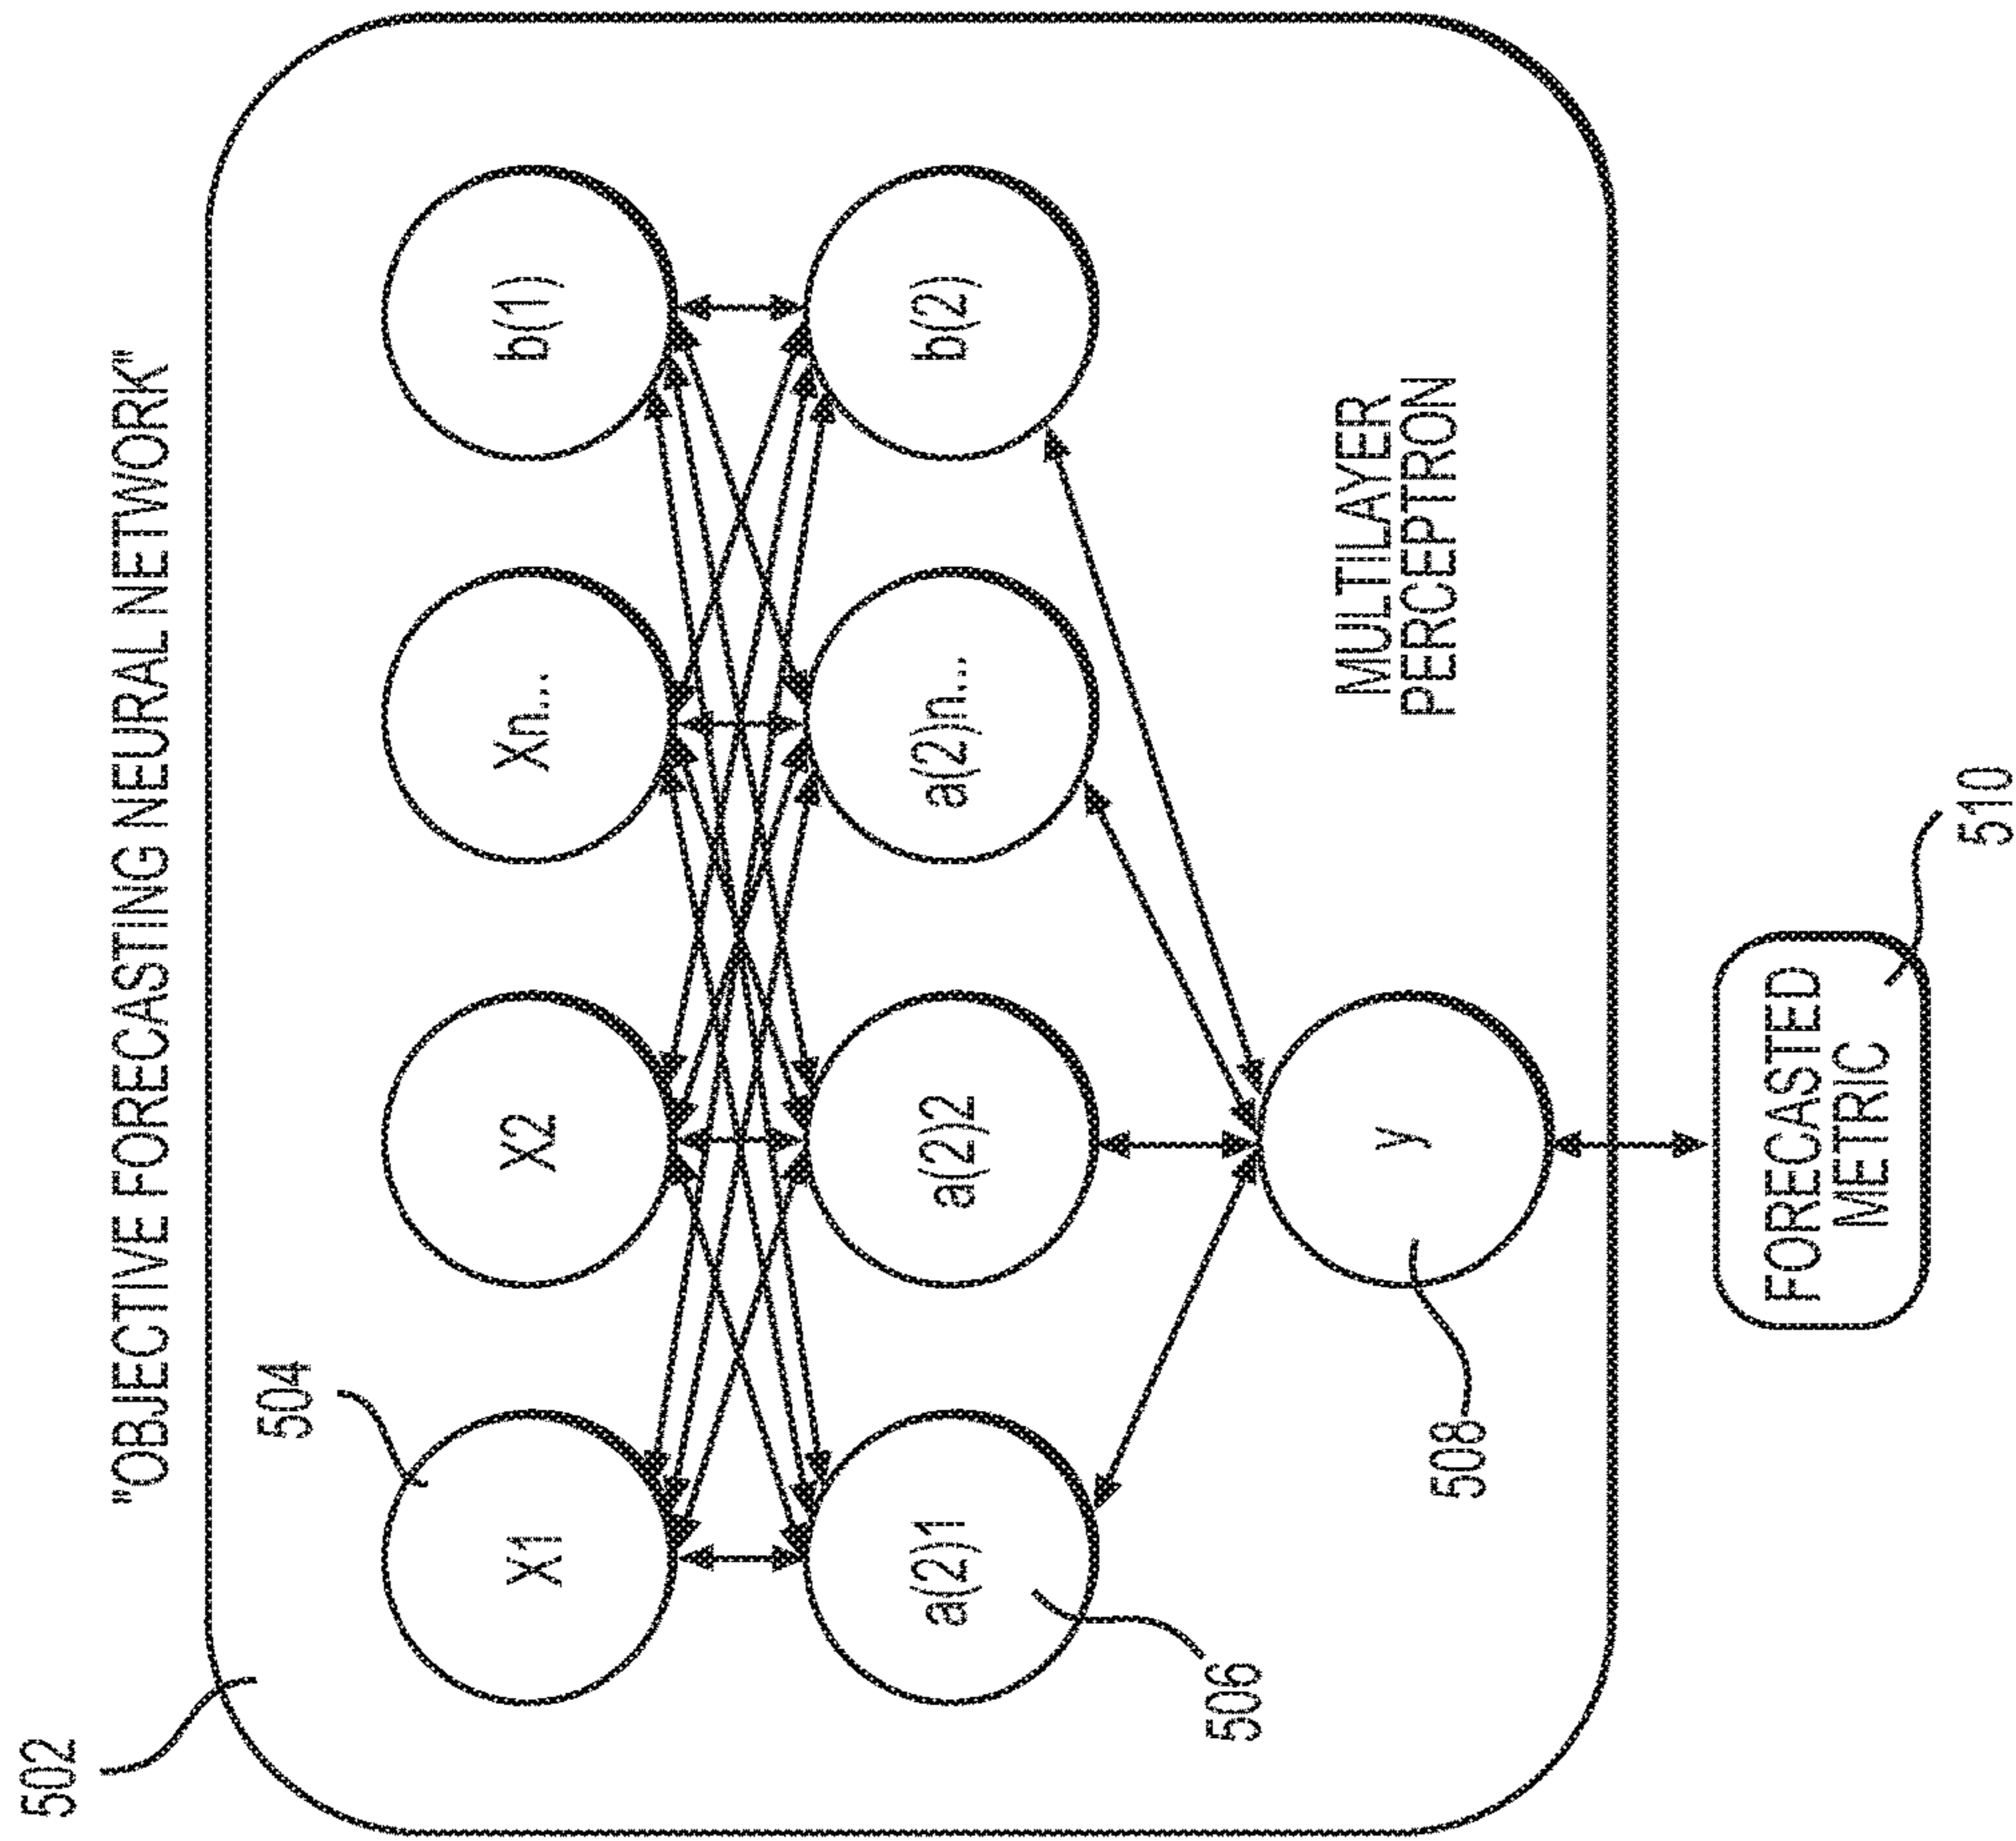 "OBJECTIVE FORECASTING NEURAL NETWORK"
502
504
X1
X2
Xn...
b(1)
a(2)1
a(2)2
a(2)n...
b(2)
506
y
508
MULTILAYER
PERCEPTRON
FORECASTED
METRIC
510